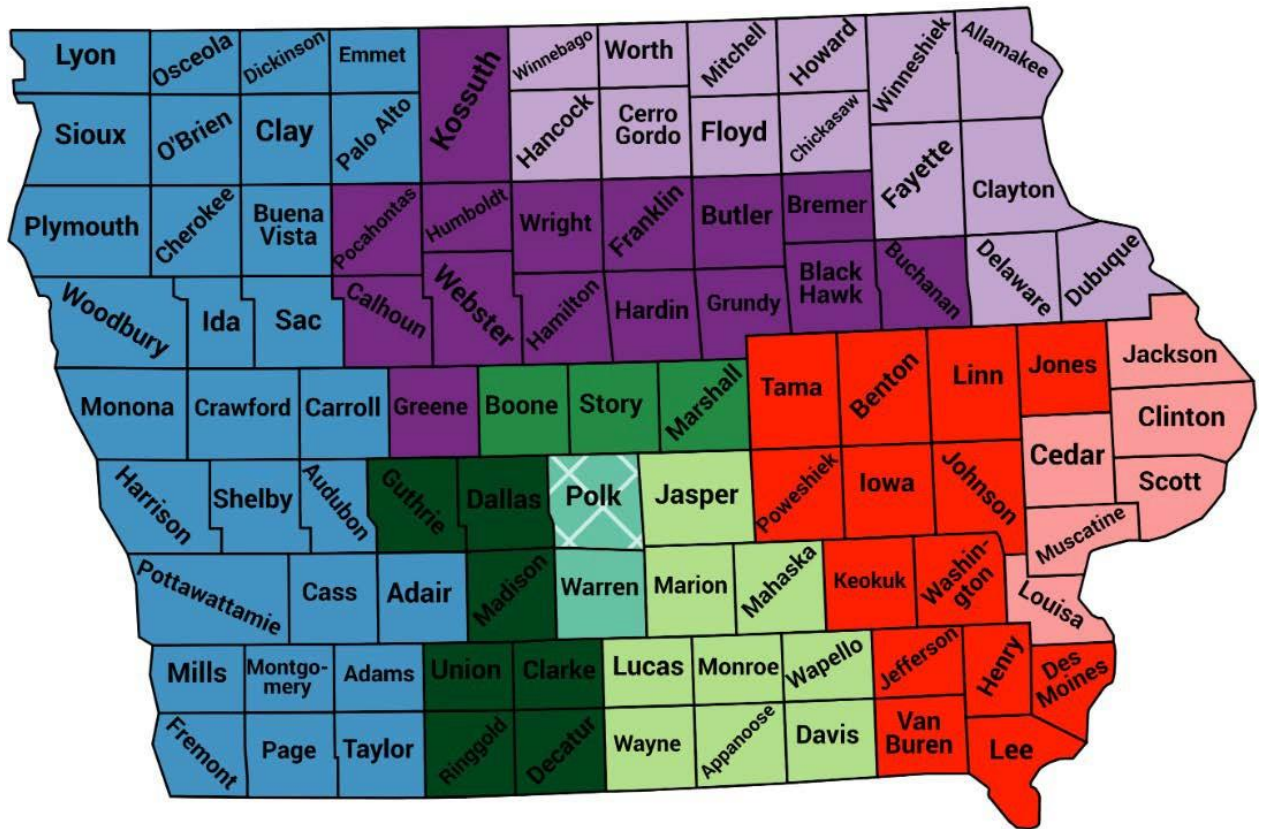 Lyon
Osceola
Dickinson
Emmet
Kossuth
Winnebago
Worth
Mitchell
Howard
Winneshiek
Allamakee
Sioux
O'Brien
Clay
Palo Alto
Hancock
Cerro
Gordo
Floyd
Chickasaw
Fayette
Clayton
Plymouth
Cherokee
Buena
Vista
Pocahontas
Humboldt
Wright
Franklin
Butler
Bremer
Woodbury
Ida
Sac
Calhoun
Webster
Hamilton
Hardin
Grundy
Black
Hawk
Buchanan
Delaware
Dubuque
Monona
Crawford
Carroll
Greene
Boone
Story
Marshall
Tama
Benton
Linn
Jones
Jackson
Clinton
Harrison
Shelby
Audubon
Guthrie
Dallas
Polk
Jasper
Poweshiek
Iowa
Johnson
Cedar
Scott
Muscatine
Pottawattamie
Cass
Adair
Madison
Warren
Marion
Mahaska
Keokuk
Washin-
gton
Louisa
Mills
Montgo-
mery
Adams
Union
Clarke
Lucas
Monroe
Wapello
Jefferson
Henry
Des
Moines
Fremont
Page
Taylor
Ringgold
Decatur
Wayne
Appanoose
Davis
Van
Buren
Lee